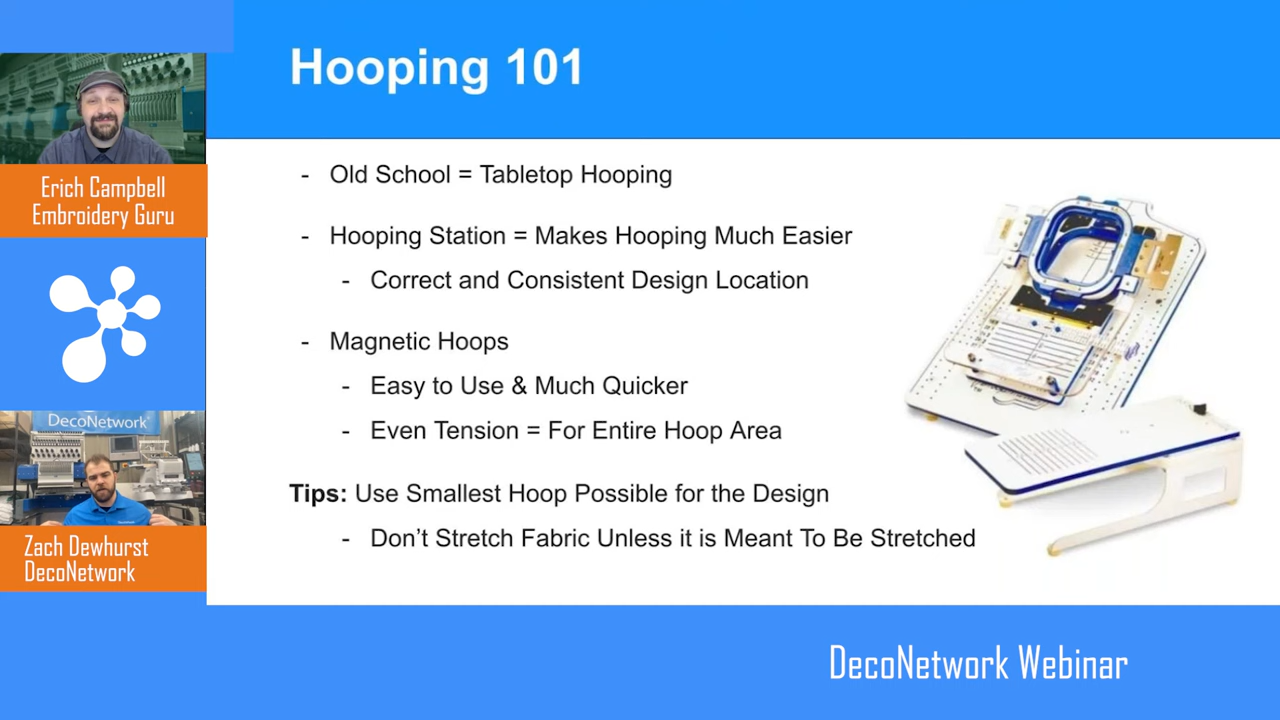 Hooping 101
Erich Campbell
Embroidery Guru
- Old School = Tabletop Hooping
- Hooping Station = Makes Hooping Much Easier
- Correct and Consistent Design Location
- Magnetic Hoops
- Easy to Use & Much Quicker
- Even Tension = For Entire Hoop Area
Tips: Use Smallest Hoop Possible for the Design
- Don't Stretch Fabric Unless it is Meant To Be Stretched
DecoNetwork
Zach Dewhurst
DecoNetwork
DecoNetwork Webinar